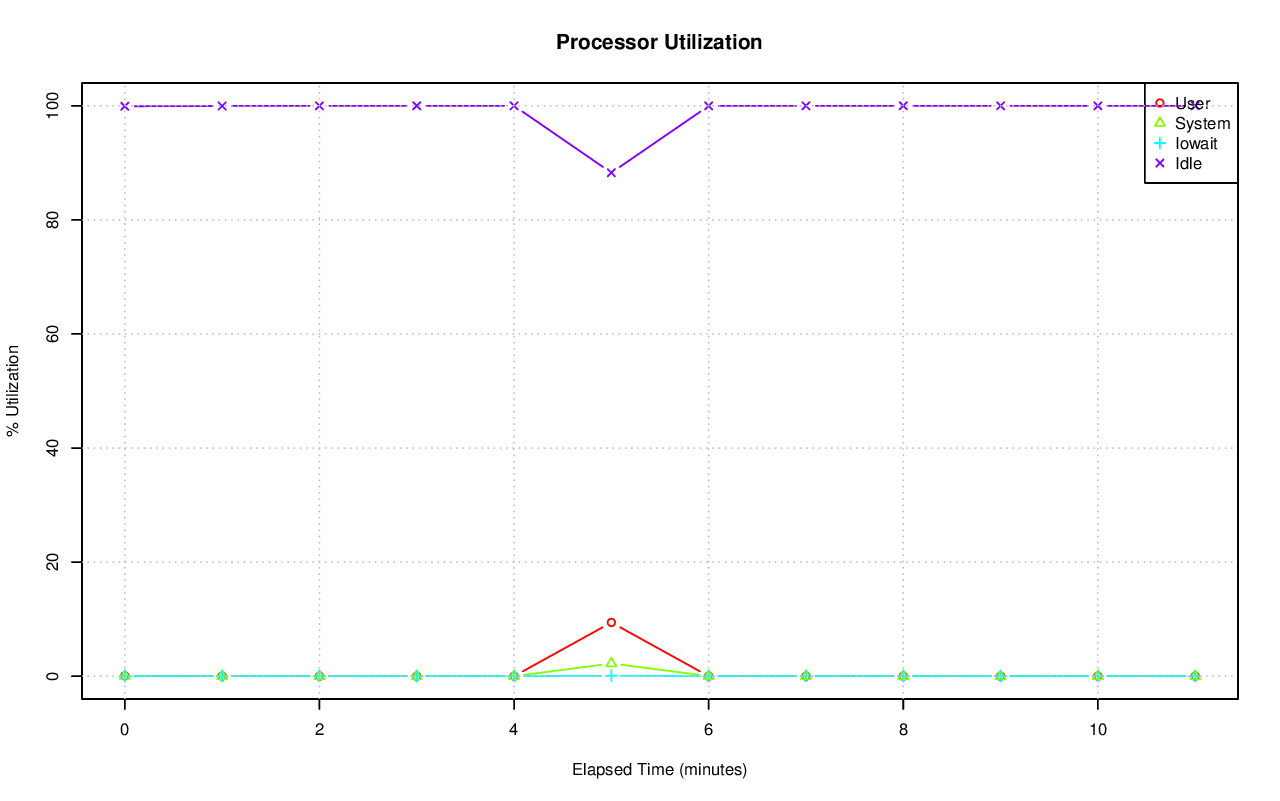 Processor Utilization
100
80
60
40
20
0
% Utilization
User
System
Iowait
Idle
0 2 4 6 8 10
Elapsed Time (minutes)